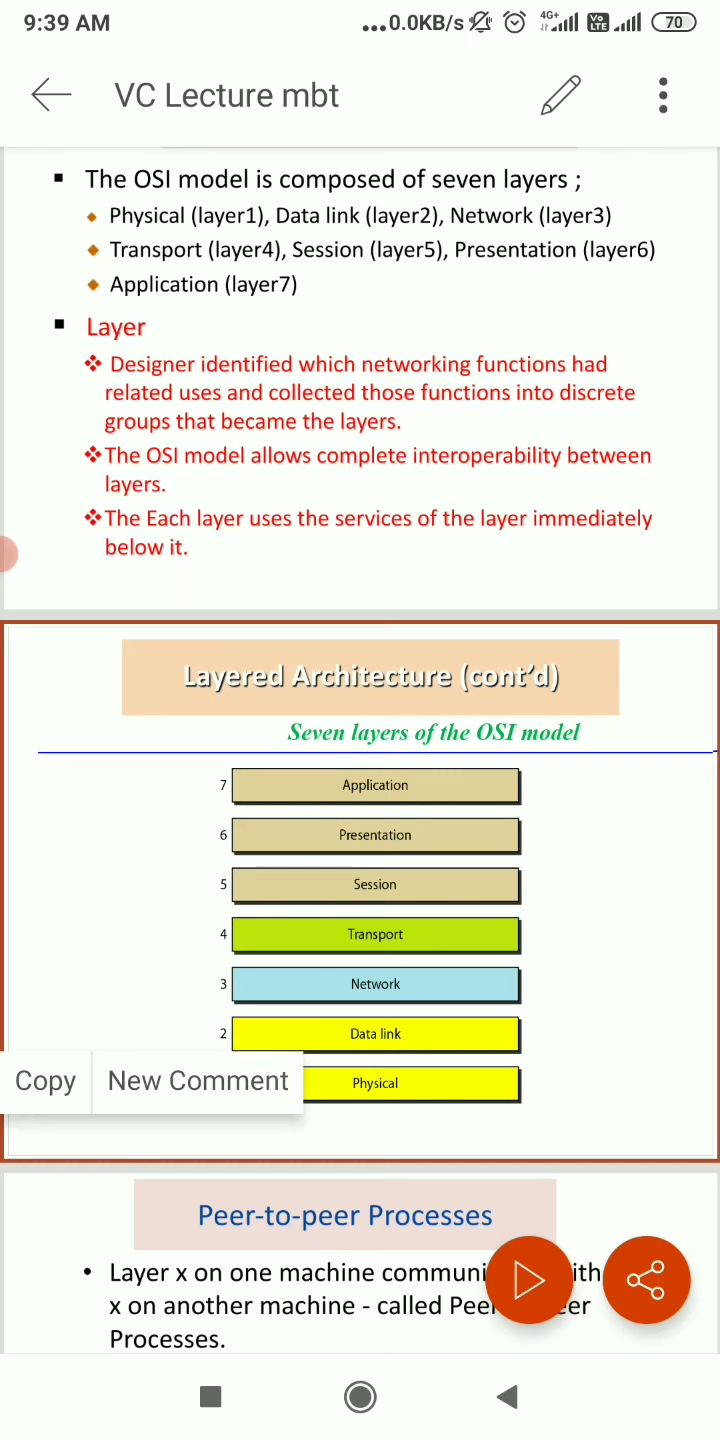 9:39 AM
...0.0KB/s 4G+ Vo LTE 70
VC Lecture mbt
The OSI model is composed of seven layers ;
Physical (layer1), Data link (layer2), Network (layer3)
Transport (layer4), Session (layer5), Presentation (layer6)
Application (layer7)
Layer
Designer identified which networking functions had
related uses and collected those functions into discrete
groups that became the layers.
The OSI model allows complete interoperability between
layers.
The Each layer uses the services of the layer immediately
below it.
Layered Architecture (cont’d)
Seven layers of the OSI model
7 Application
6 Presentation
5 Session
4 Transport
3 Network
2 Data link
Physical
Copy New Comment
Peer-to-peer Processes
• Layer x on one machine
x on another machine - called
Processes.